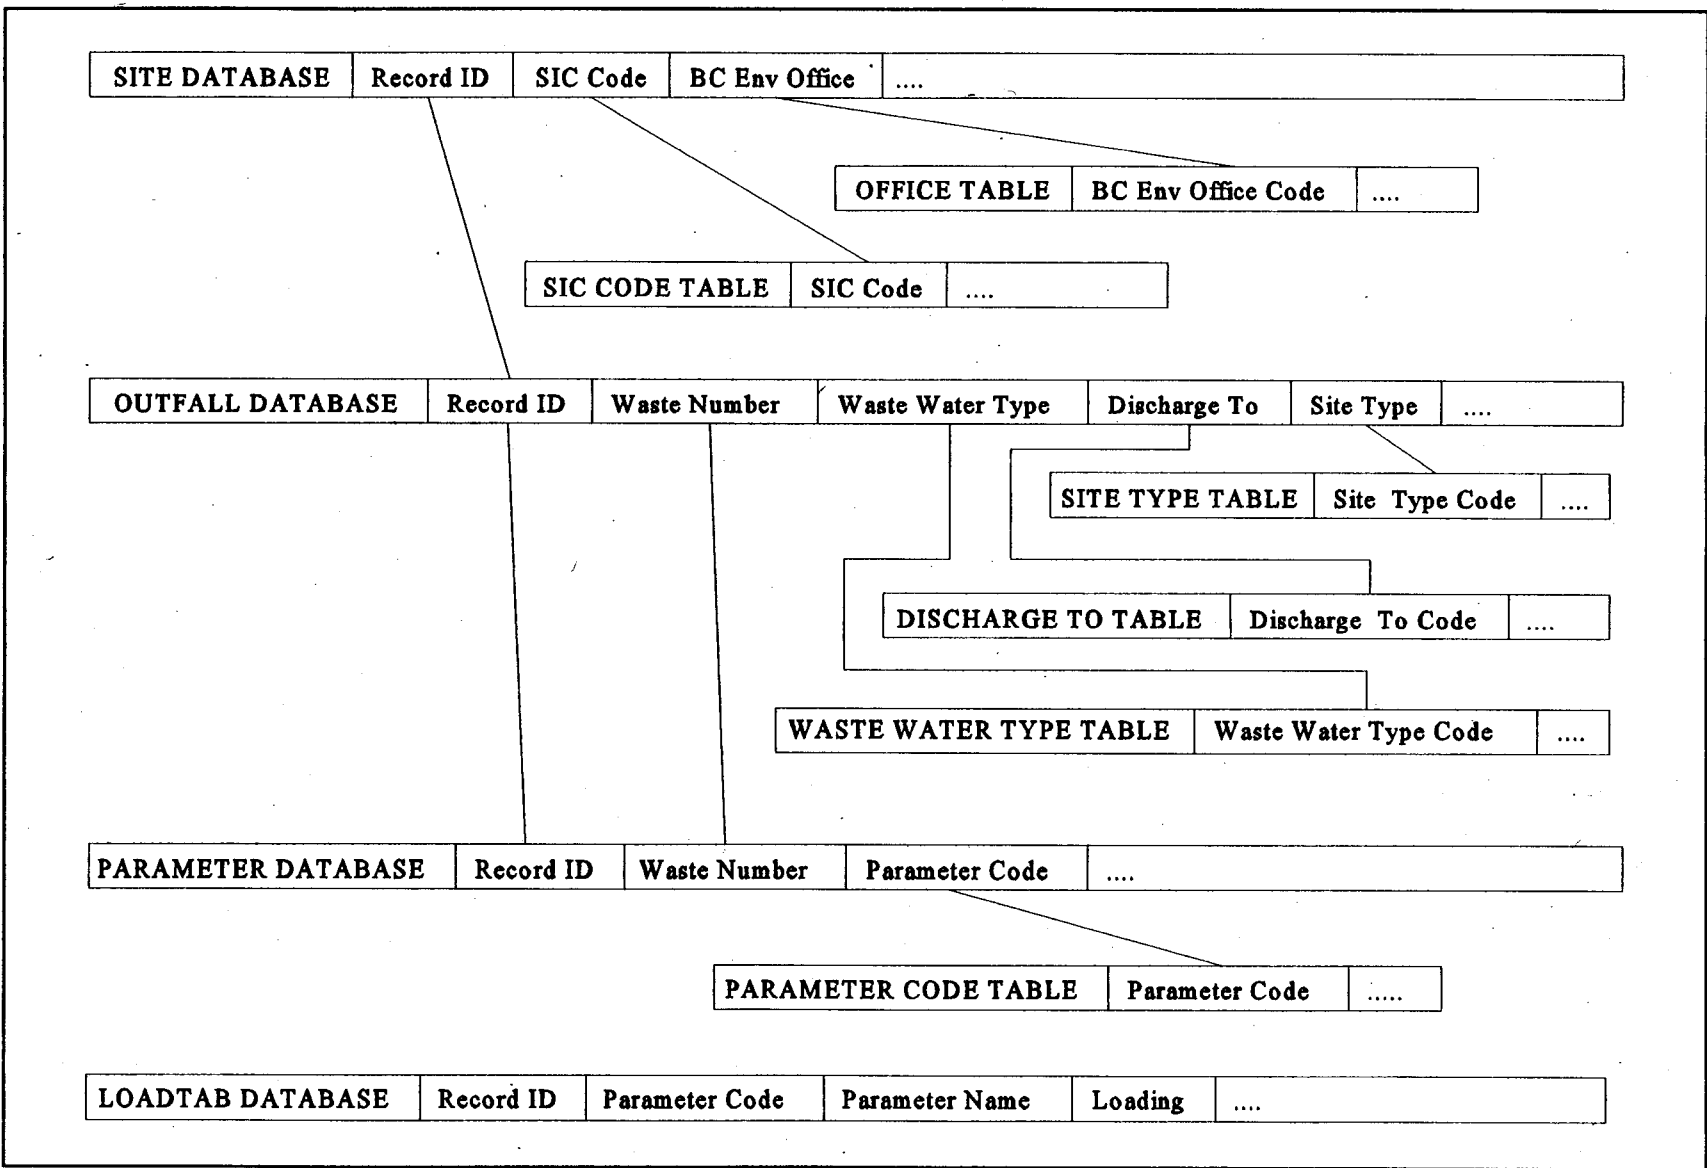 SITE DATABASE Record ID SIC Code BC Env Office ....
OFFICE TABLE BC Env Office Code ....
SIC CODE TABLE SIC Code ....
OUTFALL DATABASE Record ID Waste Number Waste Water Type Discharge To Site Type ....
SITE TYPE TABLE Site Type Code ....
DISCHARGE TO TABLE Discharge To Code ....
WASTE WATER TYPE TABLE Waste Water Type Code ....
PARAMETER DATABASE Record ID Waste Number Parameter Code ....
PARAMETER CODE TABLE Parameter Code .....
LOADTAB DATABASE Record ID Parameter Code Parameter Name Loading ....